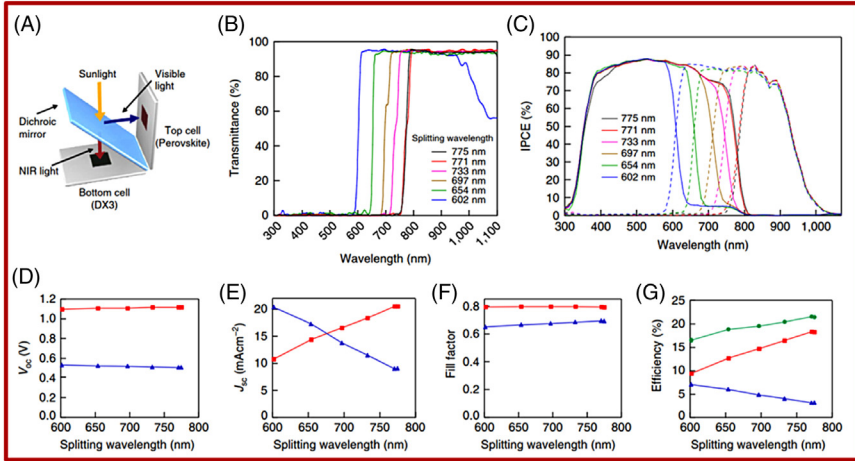 (A)
Sunlight
Visible
light
Dichroic
mirror
Top cell
(Perovskite)
NIR light
Bottom cell
(DX3)
(B)
Transmittance (%)
100
80
60
40
20
0
Splitting wavelength
775 nm
771 nm
733 nm
697 nm
654 nm
602 nm
300
400
500
600
700
800
900
1,000
1,100
Wavelength (nm)
(C)
IPCE (%)
100
90
80
70
60
50
40
30
20
10
0
775 nm
771 nm
733 nm
697 nm
654 nm
602 nm
300 400 500 600 700 800 900 1,000
Wavelength (nm)
(D)
Voc (V)
1.2
1.0
0.8
0.6
0.4
0.2
0.0
600 650 700 750 800
Splitting wavelength (nm)
(E)
Jsc (mAcm−2)
20
15
10
5
0
600 650 700 750 800
Splitting wavelength (nm)
(F)
Fill factor
0.8
0.6
0.4
0.2
0.0
600 650 700 750 800
Splitting wavelength (nm)
(G)
Efficiency (%)
25
20
15
10
5
0
600 650 700 750 800
Splitting wavelength (nm)